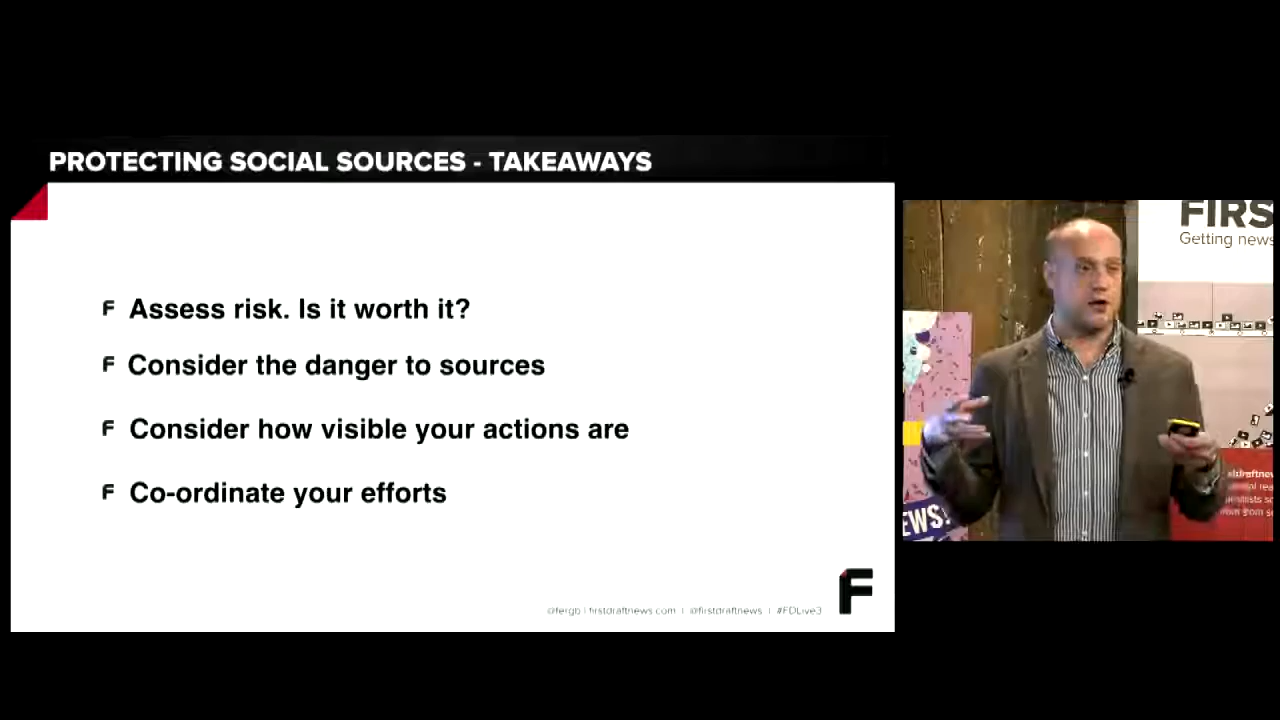 PROTECTING SOCIAL SOURCES - TAKEAWAYS
F Assess risk. Is it worth it?
F Consider the danger to sources
F Consider how visible your actions are
F Co-ordinate your efforts
@fergb | firstdraftnews.com | @firstdraftnews | #FDLive3
F
FIRS
Getting news
EWS!